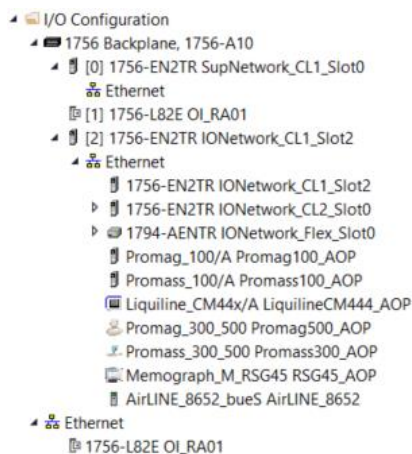 I/O Configuration
1756 Backplane, 1756-A10
[0] 1756-EN2TR SupNetwork_CL1_Slot0
Ethernet
[1] 1756-L82E OI_RA01
[2] 1756-EN2TR IONetwork_CL1_Slot2
Ethernet
1756-EN2TR IONetwork_CL1_Slot2
1756-EN2TR IONetwork_CL2_Slot0
1794-AENTR IONetwork_Flex_Slot0
Promag_100/A Promag100_AOP
Promass_100/A Promass100_AOP
Liquiline_CM44x/A LiquilineCM444_AOP
Promag_300_500 Promag500_AOP
Promass_300_500 Promass300_AOP
Memograph_M_RSG45 RSG45_AOP
AirLINE_8652_bueS AirLINE_8652
Ethernet
1756-L82E OI_RA01